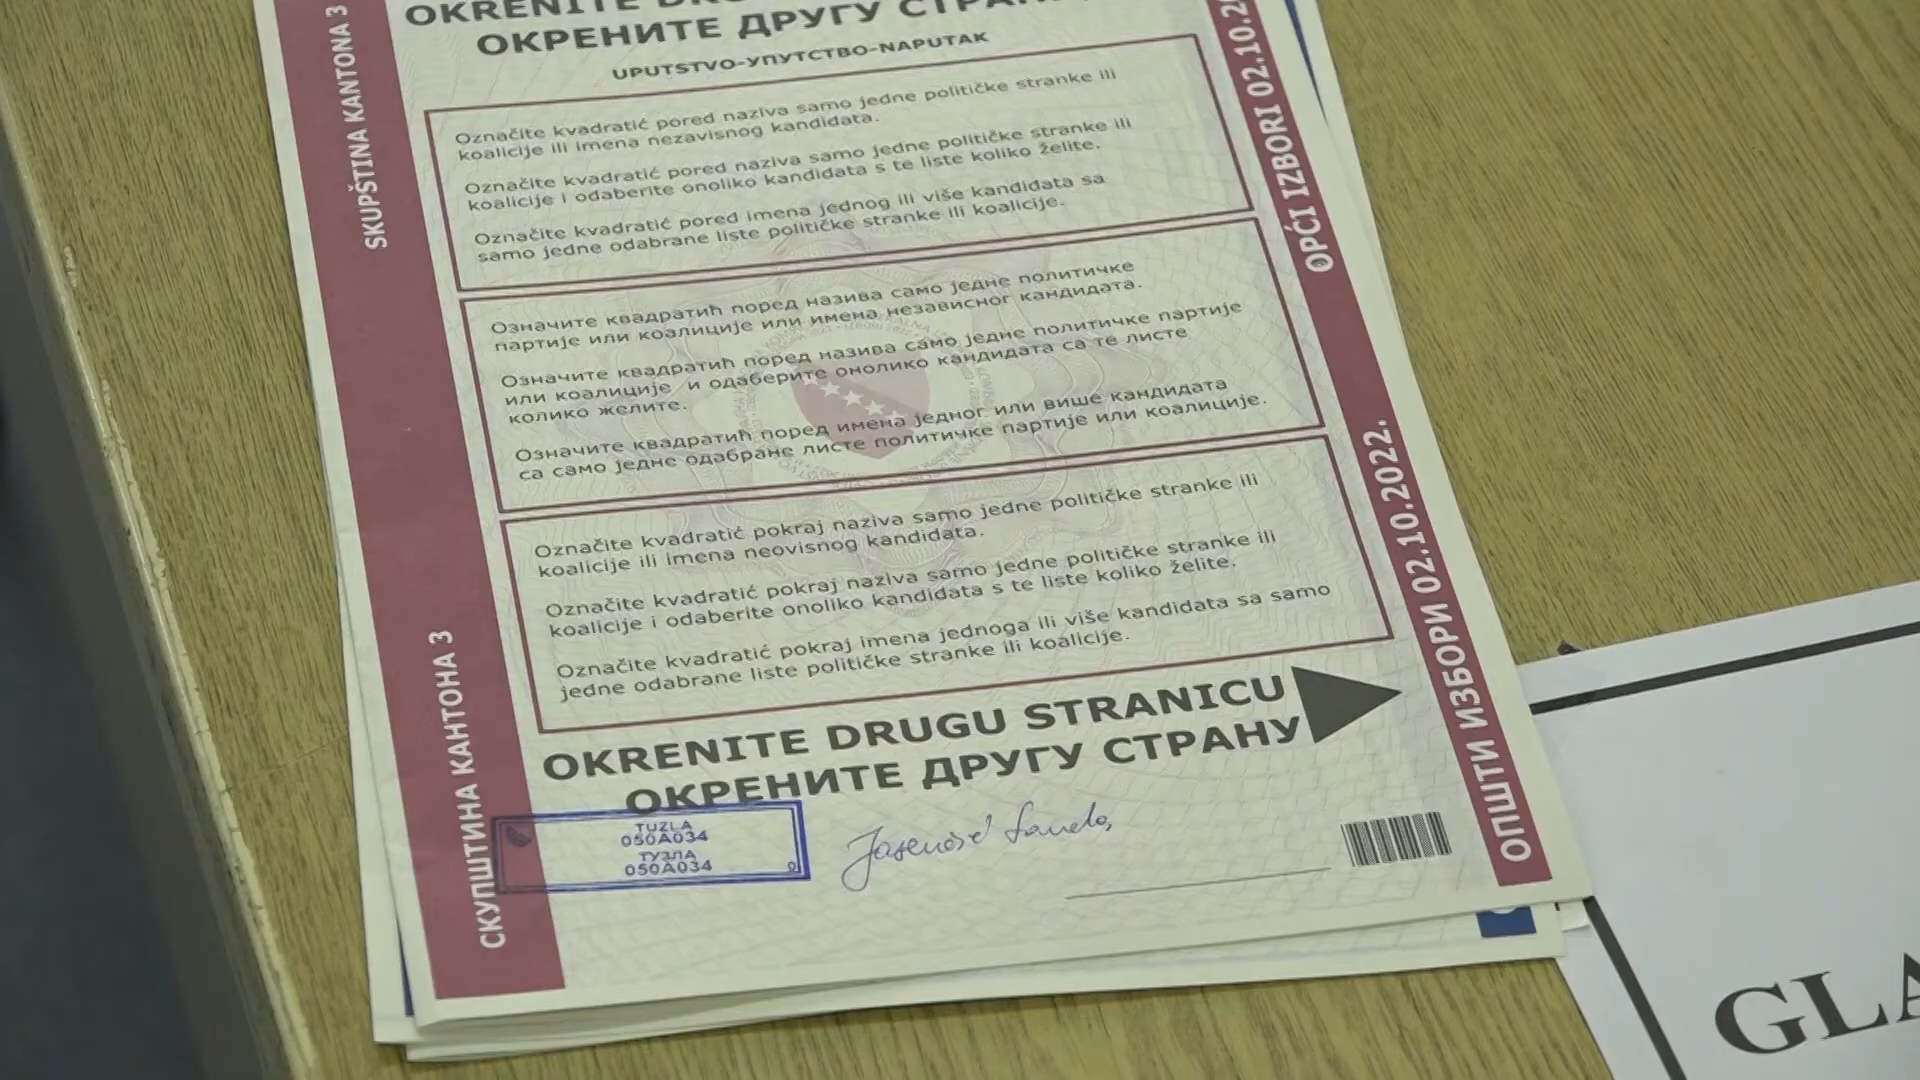 OKRENITE
ОКРЕНИТЕ ДРУГУ
UPUTSTVO-УПУТСТВО-NAPUTAK
Označite kvadratić pored naziva samo jedne političke stranke ili
koalicije ili imena nezavisnog kandidata.
Označite kvadratić pored naziva samo jedne političke stranke ili
koalicije i odaberite onoliko kandidata s te liste koliko želite.
Označite kvadratić pored imena jednog ili više kandidata sa
samo jedne odabrane liste političke stranke ili koalicije.
Означите квадратић поред назива само једне политичке
партије или коалиције или имена независног кандидата.
Означите квадратић поред назива само једне политичке партије
или коалиције и одаберите онолико кандидата са те листе
колико желите.
Означите квадратић поред имена једног или више кандидата
са само једне одабране листе политичке партије или коалиције.
Označite kvadratić pokraj naziva samo jedne političke stranke ili
koalicije ili imena neovisnog kandidata.
Označite kvadratić pokraj naziva samo jedne političke stranke ili
koalicije i odaberite onoliko kandidata s te liste koliko želite.
Označite kvadratić pokraj imena jednoga ili više kandidata sa samo
jedne odabrane liste političke stranke ili koalicije.
OKRENITE DRUGU STRANICU
ОКРЕНИТЕ ДРУГУ СТРАНУ
TUZLA
050A034
ТУЗЛА
050A034
SKUPŠTINA KANTONA 3
СКУПШТИНА КАНТОНА 3
OPĆI IZBORI 02.10.2
ОПШТИ ИЗБОРИ 02.10.2022.
GLA